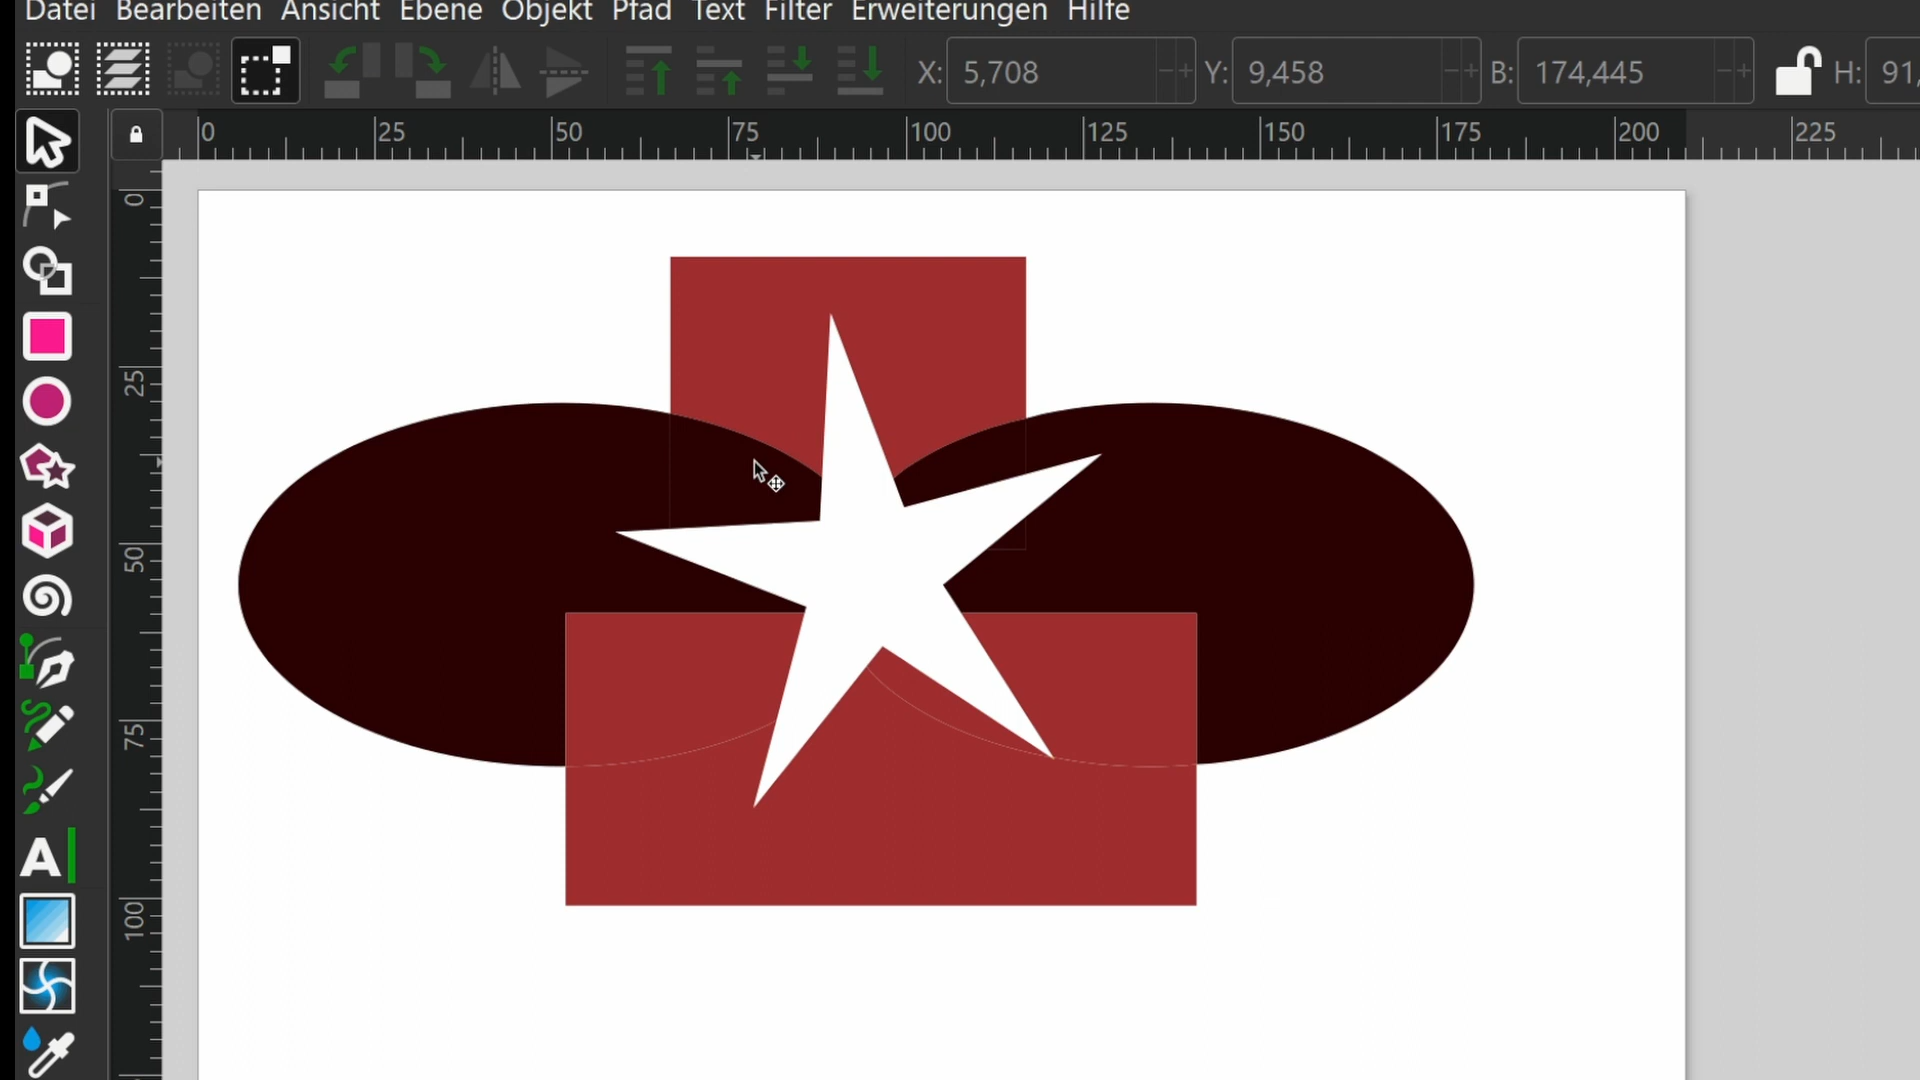 Datei Bearbeiten Ansicht Ebene Objekt Pfad Text Filter Erweiterungen Hilfe
X: 5,708 Y: 9,458 B: 174,445 H: 91,
0 25 50 75 100 125 150 175 200 225
0
25
50
75
100
A